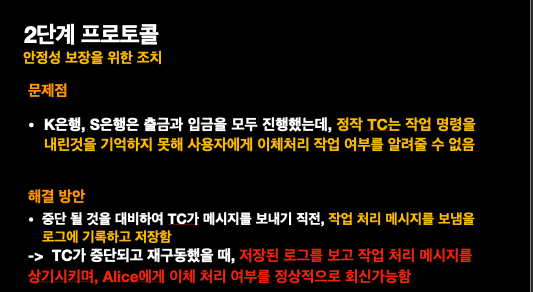 2단계 프로토콜
안정성 보장을 위한 조치
문제점
• K은행, S은행은 출금과 입금을 모두 진행했는데, 정작 TC는 작업 명령을
내린것을 기억하지 못해 사용자에게 이체처리 작업 여부를 알려줄 수 없음
해결 방안
• 중단 될 것을 대비하여 TC가 메시지를 보내기 직전, 작업 처리 메시지를 보냄을
로그에 기록하고 저장함
-> TC가 중단되고 재구동했을 때, 저장된 로그를 보고 작업 처리 메시지를
상기시키며, Alice에게 이체 처리 여부를 정상적으로 회신가능함